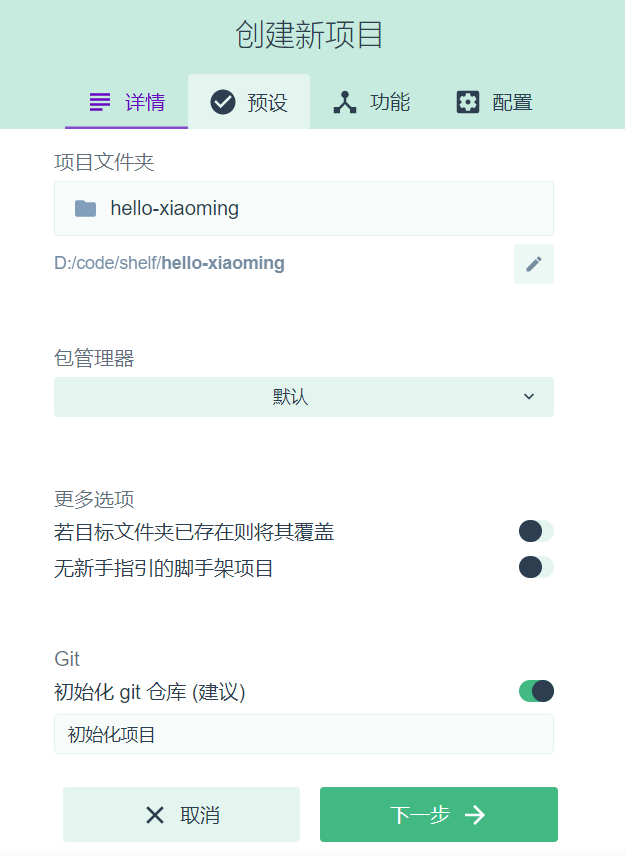 创建新项目
详情 预设 功能 配置
项目文件夹
hello-xiaoming
D:/code/shelf/hello-xiaoming
包管理器
默认
更多选项
若目标文件夹已存在则将其覆盖
无新手指引的脚手架项目
Git
初始化 git 仓库 (建议)
初始化项目
取消 下一步